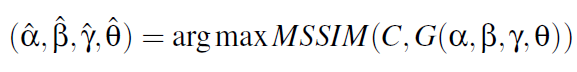 (α̂, β̂, γ̂, θ̂) = arg max MSSIM(C, G(α, β, γ, θ))